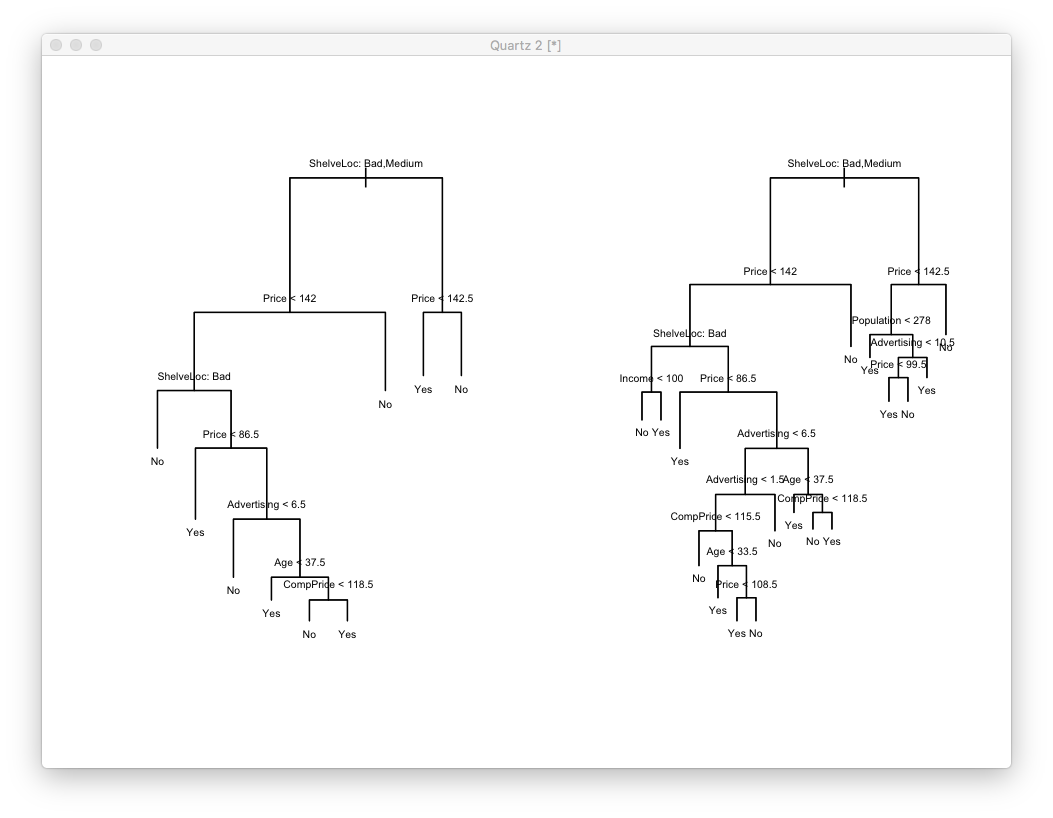 Quartz 2 [*]
ShelveLoc: Bad,Medium
Price < 142
Price < 142.5
ShelveLoc: Bad
Yes
No
No
Price < 86.5
No
Advertising < 6.5
Yes
Age < 37.5
CompPrice < 118.5
No
Yes
No
Yes
ShelveLoc: Bad,Medium
Price < 142
Price < 142.5
Population < 278
ShelveLoc: Bad
Advertising < 10.5
No
No
Yes
Price < 99.5
Income < 100
Price < 86.5
Yes
Yes
No
No
Yes
Advertising < 6.5
Yes
Advertising < 1.5
Age < 37.5
CompPrice < 118.5
CompPrice < 115.5
Yes
No
No
Yes
Age < 33.5
No
Price < 108.5
Yes
Yes
No